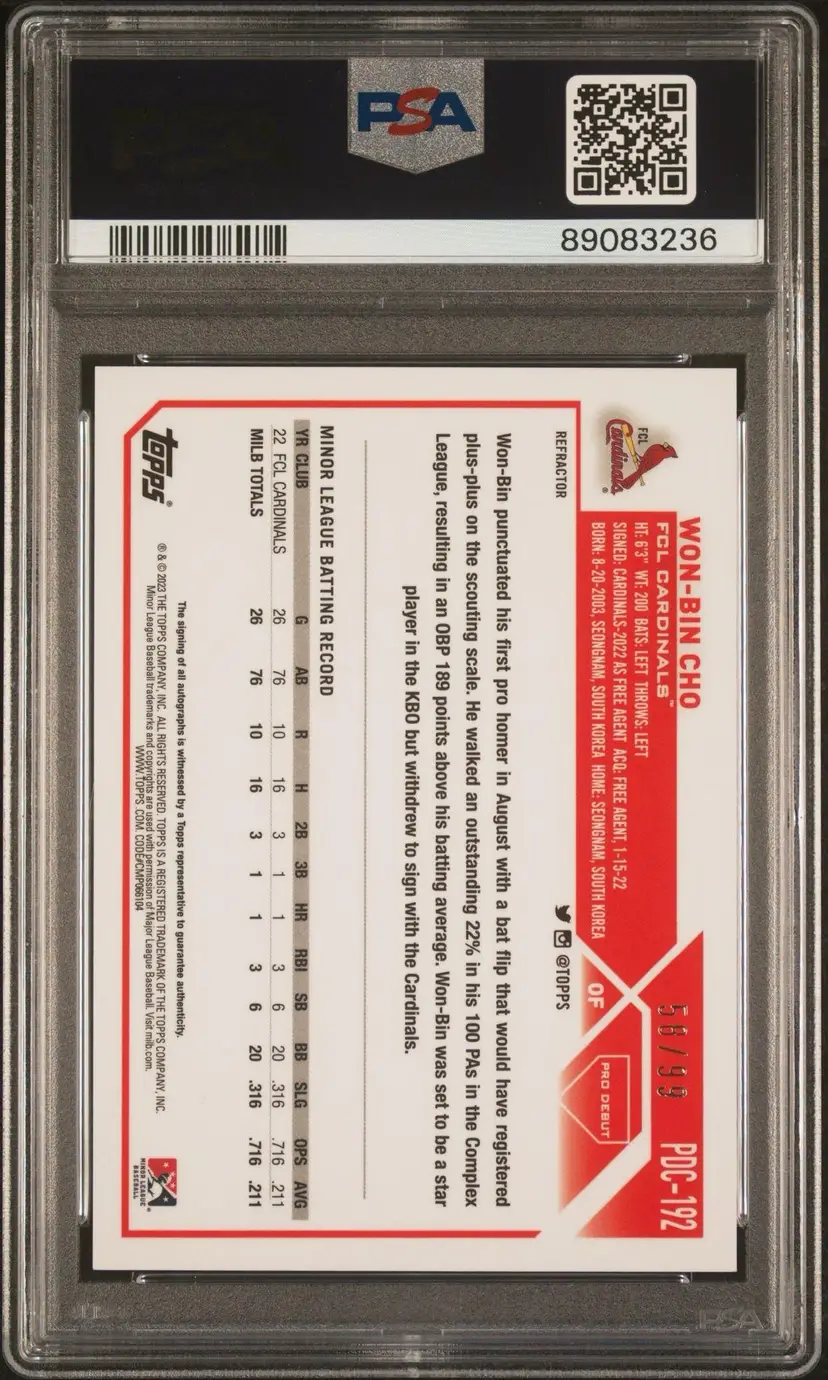 PSA
89083236
WON-BIN CHO
FCL CARDINALS™
HT: 6'3" WT: 200 BATS: LEFT THROWS: LEFT
SIGNED: CARDINALS-2022 AS FREE AGENT ACQ: FREE AGENT, 1-15-22
BORN: 8-20-2003, SEONGNAM, SOUTH KOREA HOME: SEONGNAM, SOUTH KOREA
FCL
Cardinals®
58/99
PDC-192
OF
PRO DEBUT
REFRACTOR
@TOPPS
Won-Bin punctuated his first pro homer in August with a bat flip that would have registered
plus-plus on the scouting scale. He walked an outstanding 22% in his 100 PAs in the Complex
League, resulting in an OBP 189 points above his batting average. Won-Bin was set to be a star
player in the KBO but withdrew to sign with the Cardinals.
MINOR LEAGUE BATTING RECORD
YR CLUB G AB R H 2B 3B HR RBI SB BB SLG OPS AVG
22 FCL CARDINALS 26 76 10 16 3 1 1 3 6 20 .316 .716 .211
MILB TOTALS 26 76 10 16 3 1 1 3 6 20 .316 .716 .211
The signing of all autographs is witnessed by a Topps representative to guarantee authenticity.
® & © 2023 THE TOPPS COMPANY, INC. ALL RIGHTS RESERVED. TOPPS IS A REGISTERED TRADEMARK OF THE TOPPS COMPANY, INC.
Minor League Baseball trademarks and copyrights are used with permission of Major League Baseball. Visit milb.com.
WWW.TOPPS.COM. CODE#CMP066104
topps®
MINOR LEAGUE
BASEBALL®
PSA